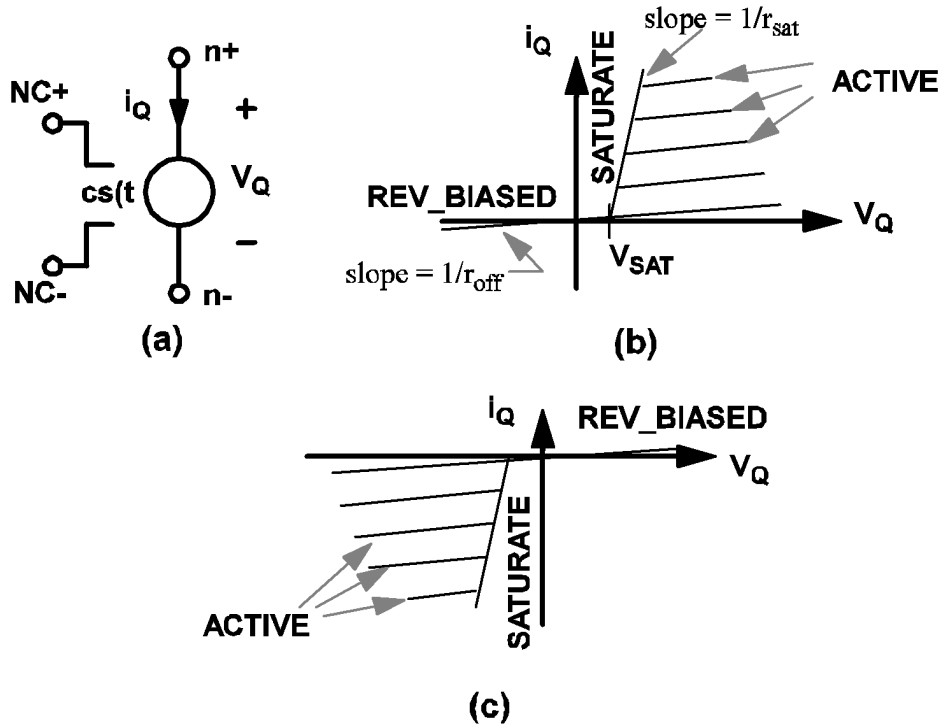 n+
NC+
iQ
+
cs(t
VQ
−
NC-
n-
(a)
slope = 1/rsat
iQ
SATURATE
ACTIVE
REV_BIASED
VQ
VSAT
slope = 1/roff
(b)
iQ
REV_BIASED
VQ
SATURATE
ACTIVE
(c)